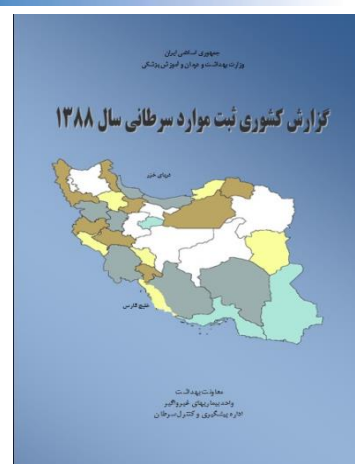 جمهوری اسلامی ایران
وزارت بهداشت و درمان و آموزش پزشکی
گزارش کشوری ثبت موارد سرطانی سال ۱۳۸۸
دریای خزر
خلیج فارس
معاونت بهداشت
واحد بیماریهای غیرواگیر
اداره پیشگیری و کنترل سرطان